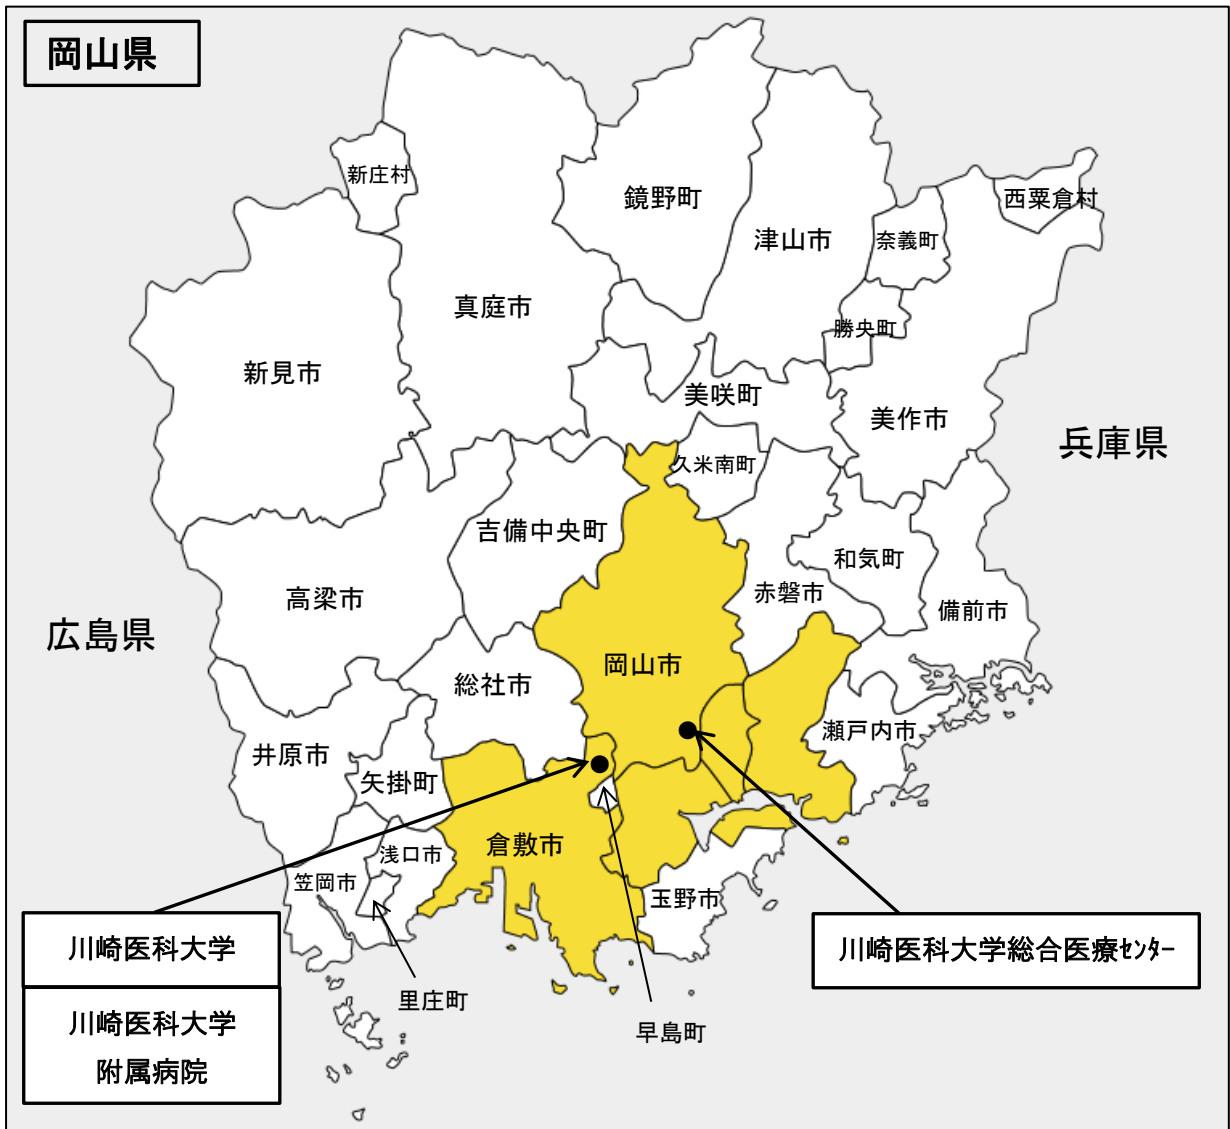 岡山県
新庄村
鏡野町
西粟倉村
津山市
奈義町
真庭市
勝央町
新見市
美咲町
美作市
兵庫県
久米南町
吉備中央町
和気町
高梁市
赤磐市
備前市
広島県
岡山市
総社市
瀬戸内市
井原市
矢掛町
倉敷市
浅口市
笠岡市
玉野市
川崎医科大学
川崎医科大学総合医療ｾﾝﾀｰ
里庄町
川崎医科大学
附属病院
早島町